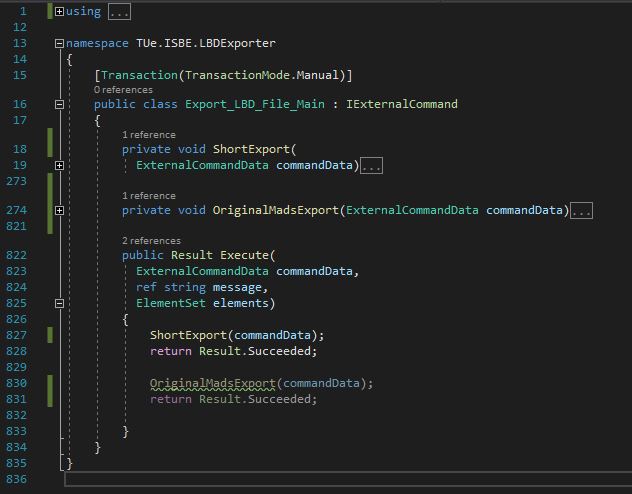 1 using ...
12
13 namespace TUe.ISBE.LBDExporter
14 {
15 [Transaction(TransactionMode.Manual)]
0 references
16 public class Export_LBD_File_Main : IExternalCommand
17 {
1 reference
18 private void ShortExport(
19 ExternalCommandData commandData)...
273
1 reference
274 private void OriginalMadsExport(ExternalCommandData commandData)...
821
2 references
822 public Result Execute(
823 ExternalCommandData commandData,
824 ref string message,
825 ElementSet elements)
826 {
827 ShortExport(commandData);
828 return Result.Succeeded;
829
830 OriginalMadsExport(commandData);
831 return Result.Succeeded;
832
833 }
834 }
835 }
836